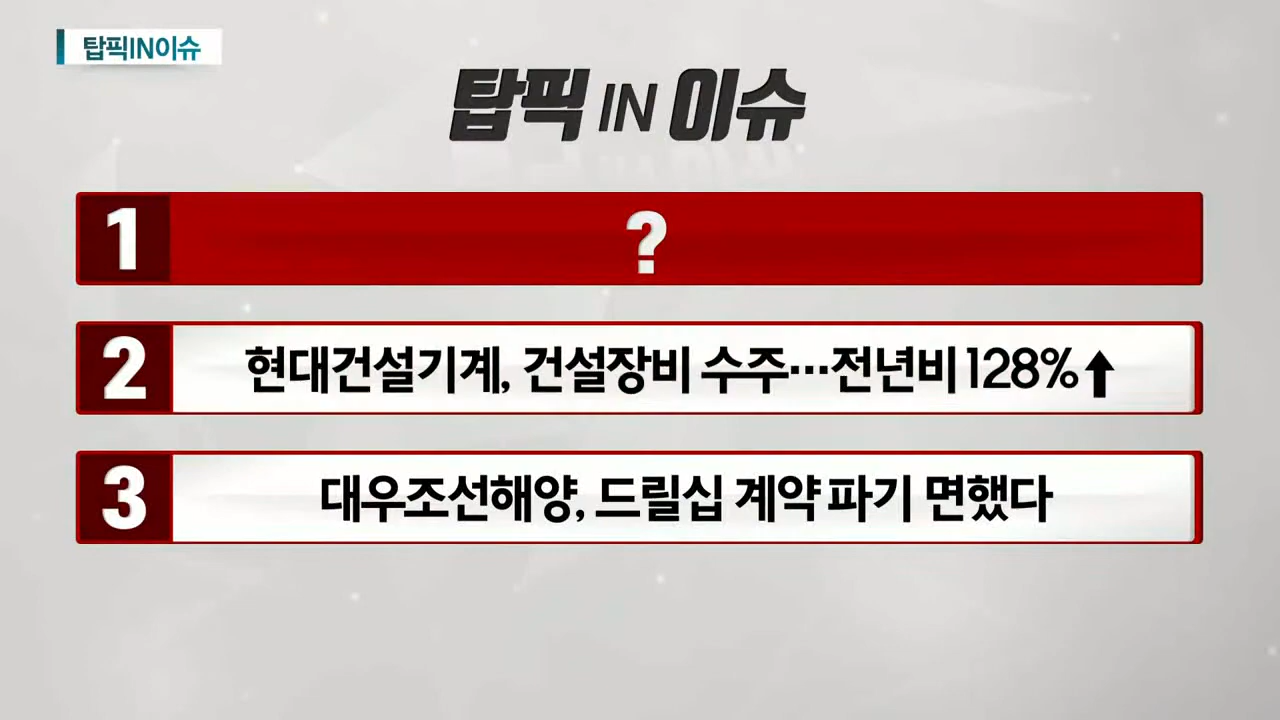 탑픽IN이슈
탑픽 IN 이슈
1 ?
2 현대건설기계, 건설장비 수주…전년비 128%⬆
3 대우조선해양, 드릴십 계약 파기 면했다